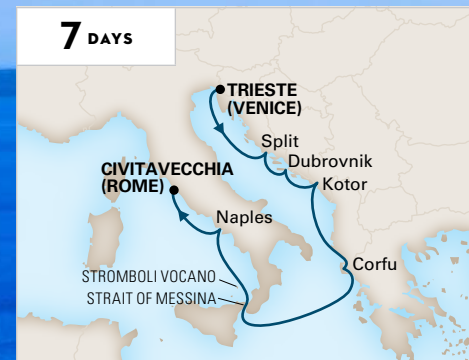 7 DAYS
TRIESTE
(VENICE)
Split
Dubrovnik
Kotor
CIVITAVECCHIA
(ROME)
Naples
Corfu
STROMBOLI VOCANO
STRAIT OF MESSINA